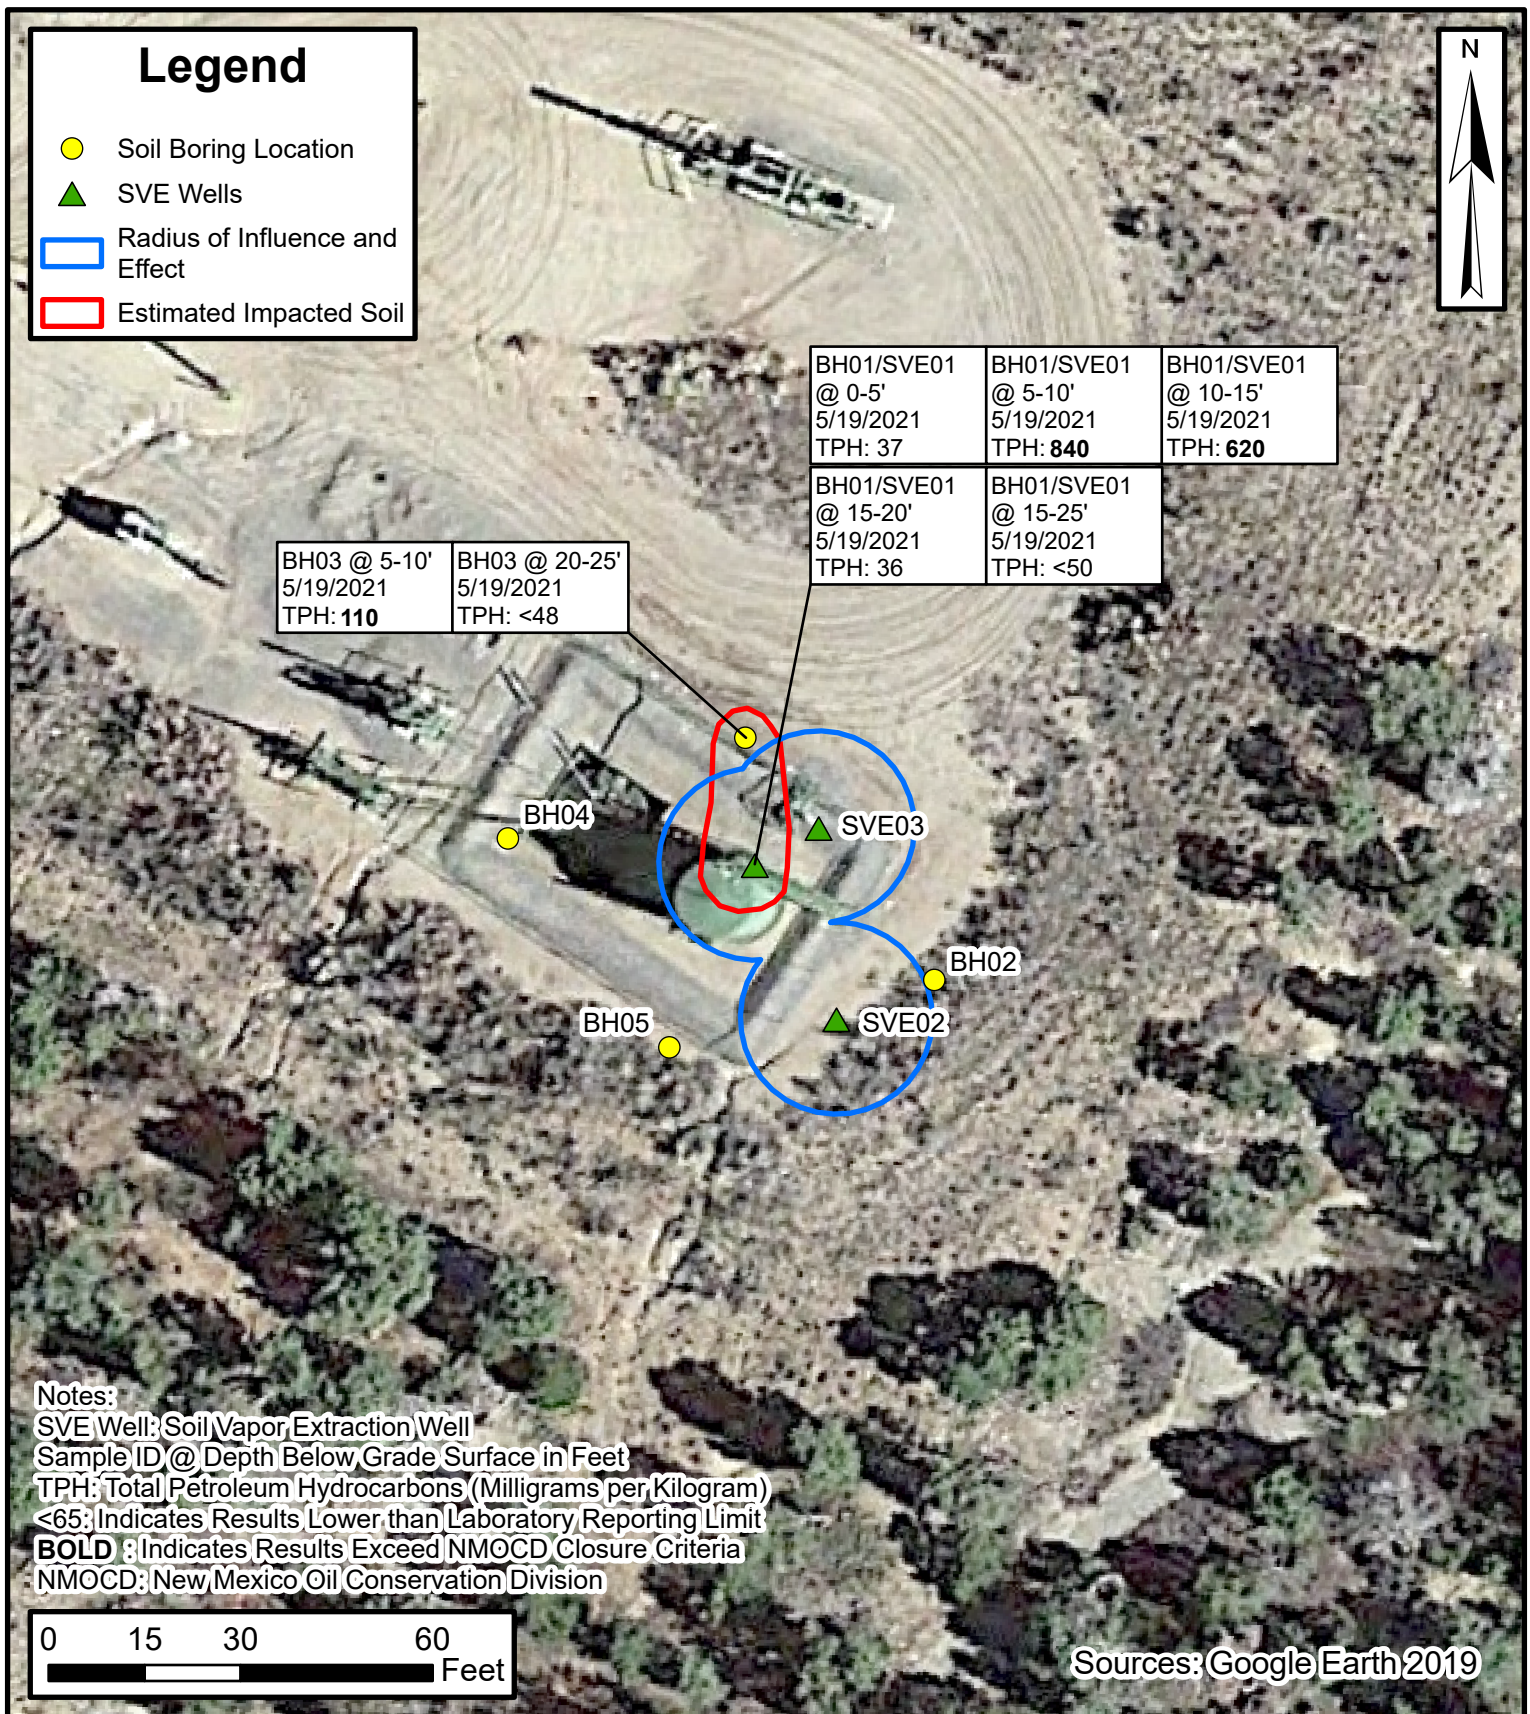 Legend
Soil Boring Location
SVE Wells
Radius of Influence and
Effect
Estimated Impacted Soil
N
BH01/SVE01
@ 0-5'
5/19/2021
TPH: 37
BH01/SVE01
@ 5-10'
5/19/2021
TPH: 840
BH01/SVE01
@ 10-15'
5/19/2021
TPH: 620
BH01/SVE01
@ 15-20'
5/19/2021
TPH: 36
BH01/SVE01
@ 15-25'
5/19/2021
TPH: <50
BH03 @ 5-10'
5/19/2021
TPH: 110
BH03 @ 20-25'
5/19/2021
TPH: <48
BH04
SVE03
BH02
BH05
SVE02
Notes:
SVE Well: Soil Vapor Extraction Well
Sample ID @ Depth Below Grade Surface in Feet
TPH: Total Petroleum Hydrocarbons (Milligrams per Kilogram)
<65: Indicates Results Lower than Laboratory Reporting Limit
BOLD : Indicates Results Exceed NMOCD Closure Criteria
NMOCD: New Mexico Oil Conservation Division
0 15 30 60
Feet
Sources: Google Earth 2019